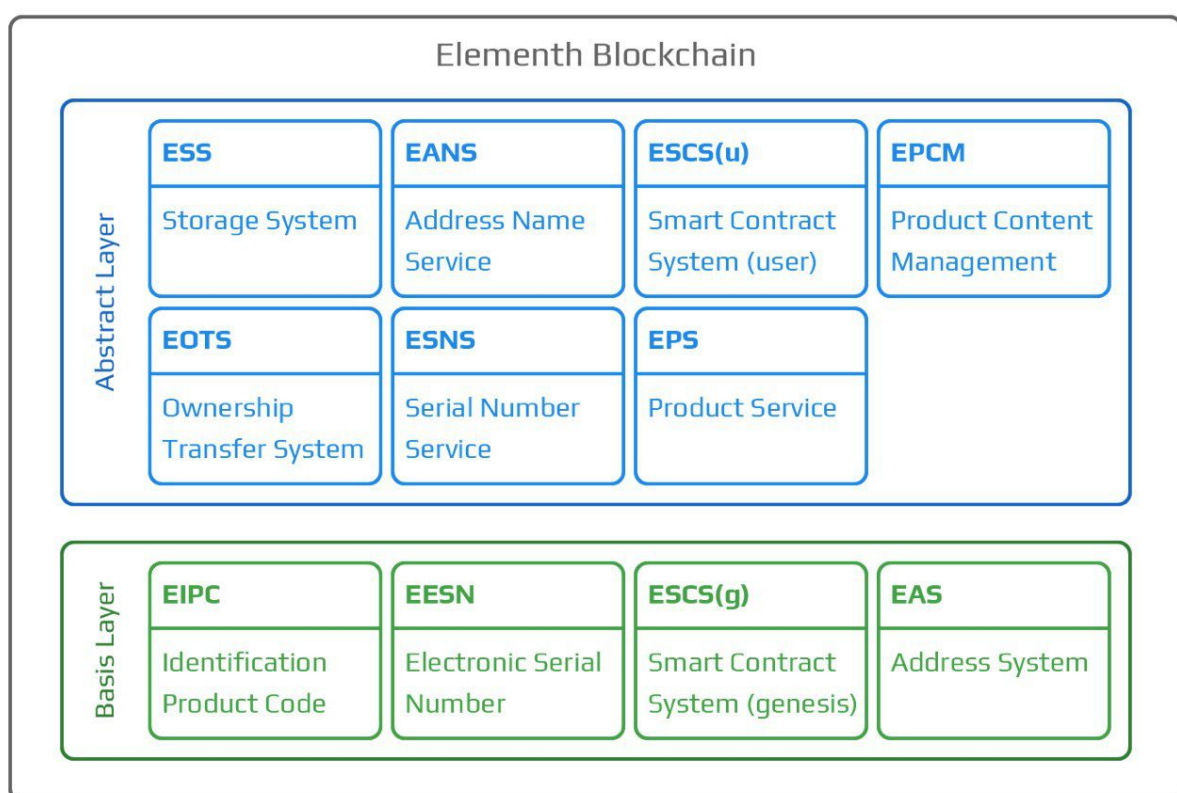 Elementh Blockchain
Abstract Layer
ESS
Storage System
EANS
Address Name
Service
ESCS(u)
Smart Contract
System (user)
EPCM
Product Content
Management
EOTS
Ownership
Transfer System
ESNS
Serial Number
Service
EPS
Product Service
Basis Layer
EIPC
Identification
Product Code
EESN
Electronic Serial
Number
ESCS(g)
Smart Contract
System (genesis)
EAS
Address System